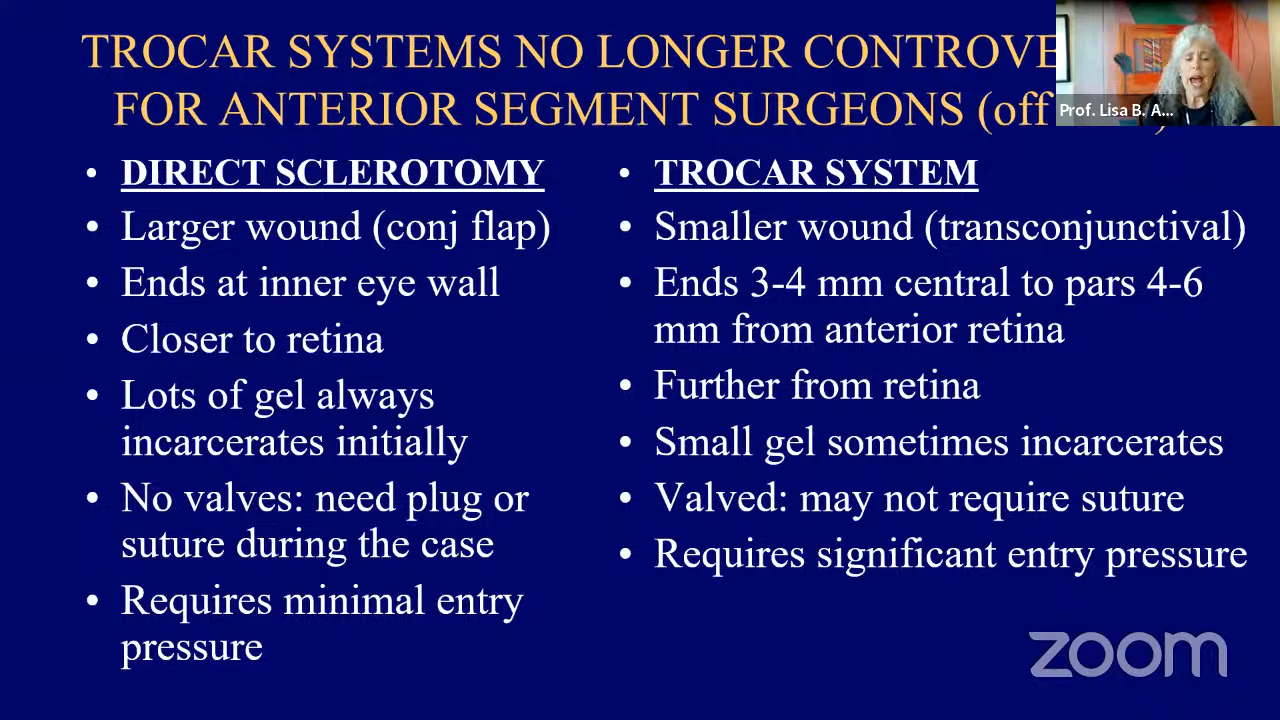 TROCAR SYSTEMS NO LONGER
FOR ANTERIOR SEGMENT SURGEONS (off
Prof. Lisa B. A...
• DIRECT SCLEROTOMY
• Larger wound (conj flap)
• Ends at inner eye wall
• Closer to retina
• Lots of gel always
incarcerates initially
• No valves: need plug or
suture during the case
• Requires minimal entry
pressure
• TROCAR SYSTEM
• Smaller wound (transconjunctival)
• Ends 3-4 mm central to pars 4-6
mm from anterior retina
• Further from retina
• Small gel sometimes incarcerates
• Valved: may not require suture
• Requires significant entry pressure
zoom